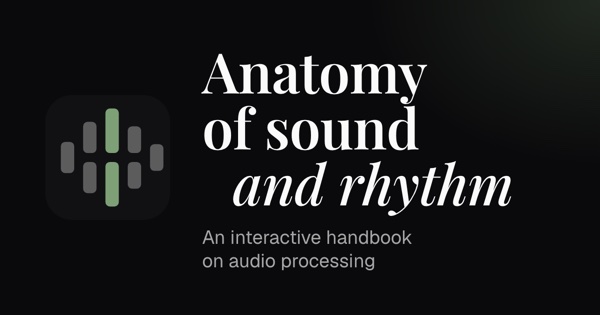 Anatomy
of sound
and rhythm
An interactive handbook
on audio processing